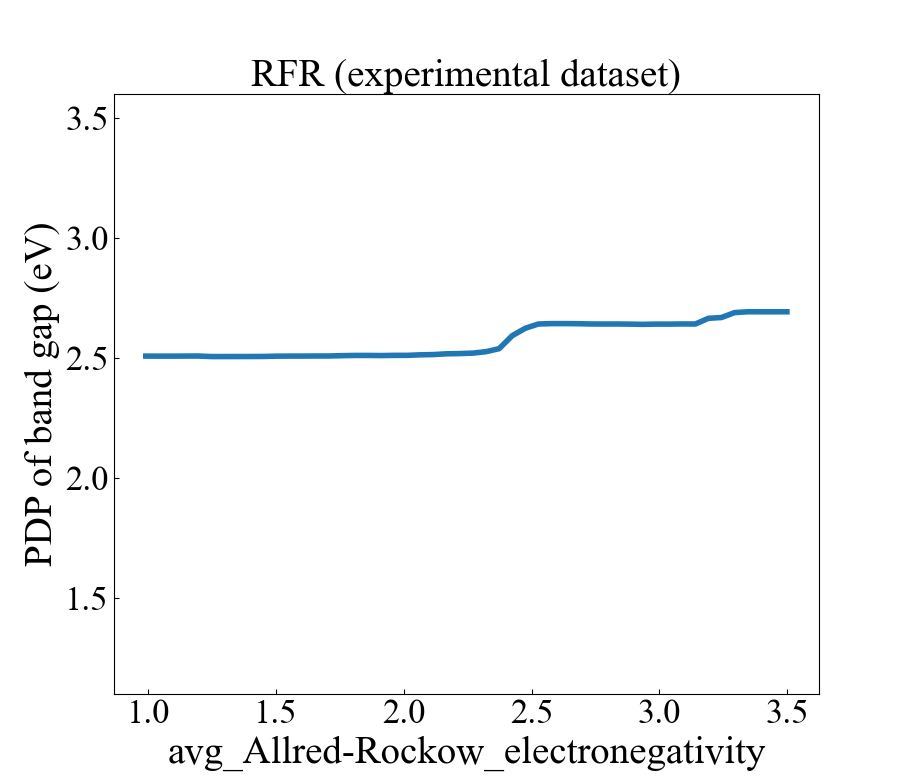 RFR (experimental dataset)
PDP of band gap (eV)
3.5
3.0
2.5
2.0
1.5
1.0 1.5 2.0 2.5 3.0 3.5
avg_Allred-Rockow_electronegativity